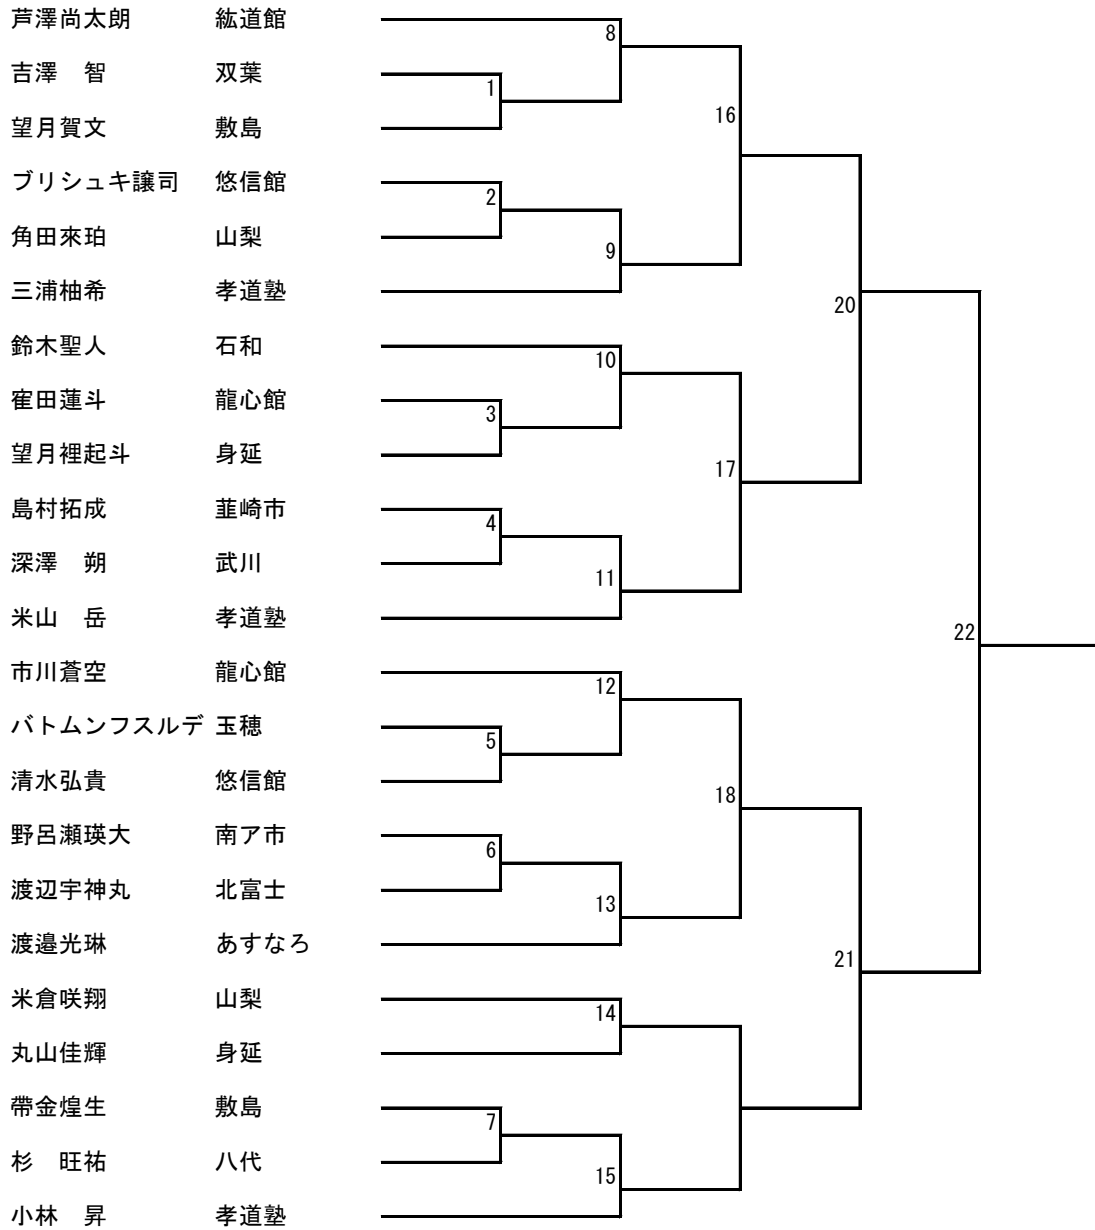 芦澤尚太朗 紘道館
8
吉澤　智 双葉
1
16
望月賀文 敷島
ブリシュキ譲司 悠信館
2
角田來珀 山梨
9
三浦柚希 孝道塾
20
鈴木聖人 石和
10
隺田蓮斗 龍心館
3
望月裡起斗 身延
17
島村拓成 韮崎市
4
深澤　朔 武川
11
米山　岳 孝道塾
22
市川蒼空 龍心館
12
バトムンフスルデ 玉穂
5
清水弘貴 悠信館
18
野呂瀬瑛大 南ア市
6
渡辺宇神丸 北富士
13
渡邉光琳 あすなろ
21
米倉咲翔 山梨
14
丸山佳輝 身延
帶金煌生 敷島
7
杉　旺祐 八代
15
小林　昇 孝道塾